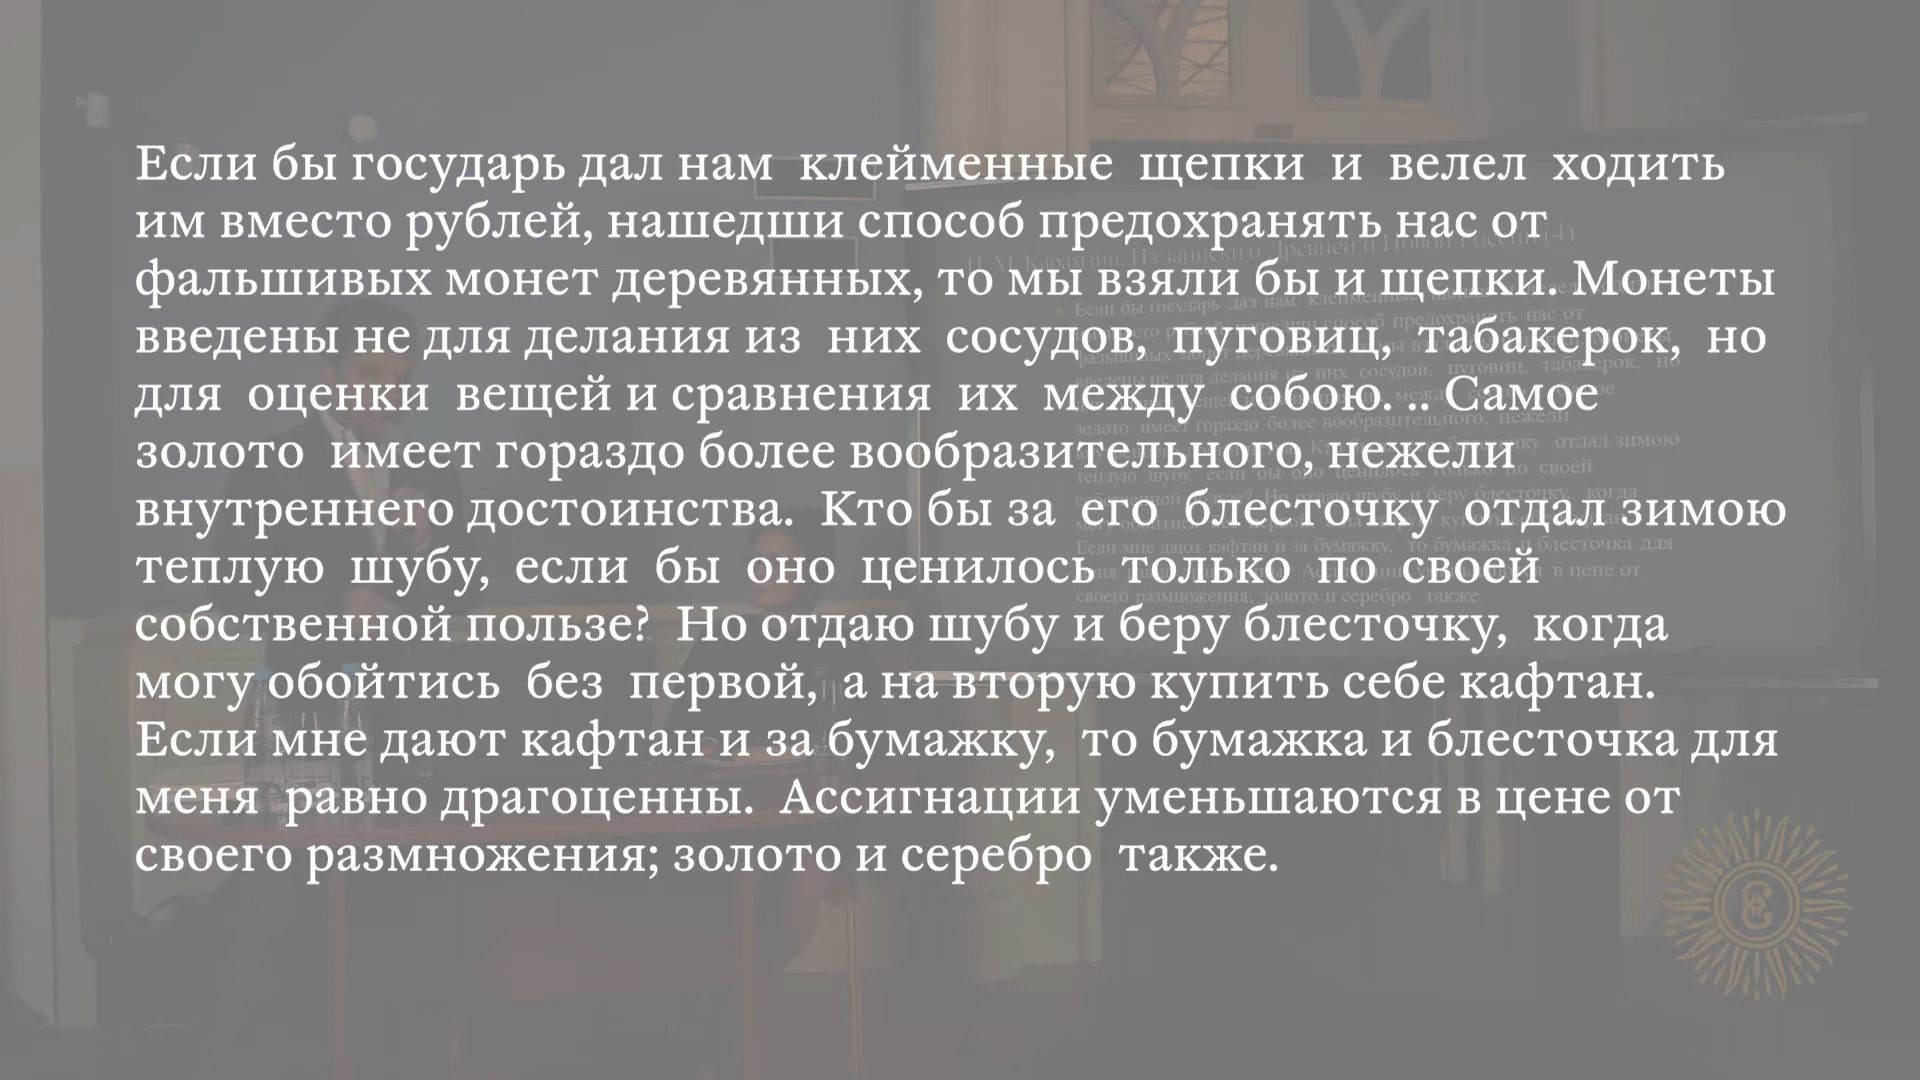 Если бы государь дал нам клейменные щепки и велел ходить
им вместо рублей, нашедши способ предохранять нас от
фальшивых монет деревянных, то мы взяли бы и щепки. Монеты
введены не для делания из них сосудов, пуговиц, табакерок, но
для оценки вещей и сравнения их между собою. .. Самое
золото имеет гораздо более вообразительного, нежели
внутреннего достоинства. Кто бы за его блесточку отдал зимою
теплую шубу, если бы оно ценилось только по своей
собственной пользе? Но отдаю шубу и беру блесточку, когда
могу обойтись без первой, а на вторую купить себе кафтан.
Если мне дают кафтан и за бумажку, то бумажка и блесточка для
меня равно драгоценны. Ассигнации уменьшаются в цене от
своего размножения; золото и серебро также.